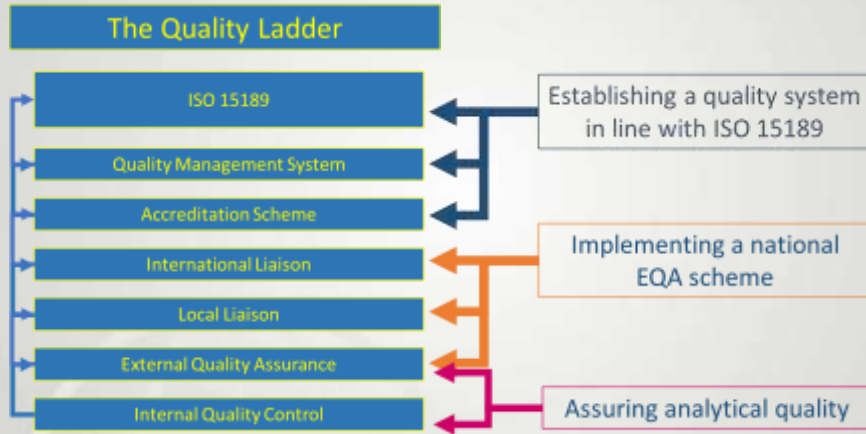 The Quality Ladder
ISO 15189
Establishing a quality system
in line with ISO 15189
Quality Management System
Accreditation Scheme
International Liaison
Implementing a national
EQA scheme
Local Liaison
External Quality Assurance
Internal Quality Control
Assuring analytical quality